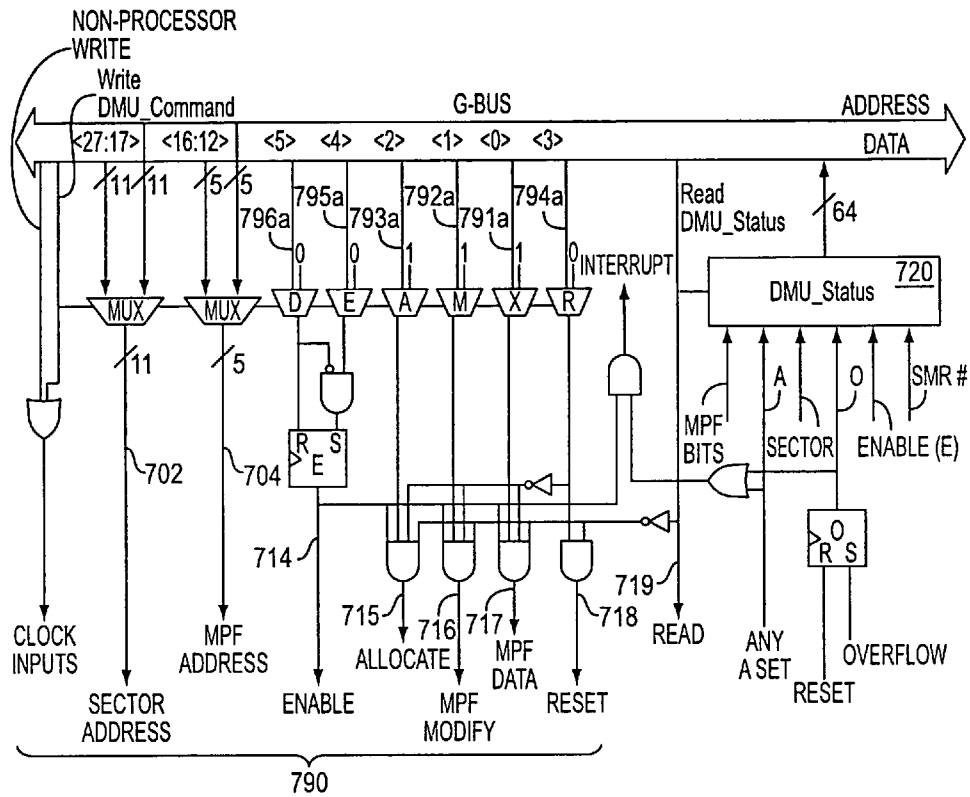 NON-PROCESSOR
WRITE
Write
DMU_Command
G-BUS
ADDRESS
<27:17>
<16:12>
<5>
<4>
<2>
<1>
<0>
<3>
DATA
11
11
5
5
796a
795a
793a
792a
791a
794a
Read
DMU_Status
64
0
0
1
1
1
0
INTERRUPT
MUX
MUX
D
E
A
M
X
R
DMU_Status
720
11
5
A
O
SMR #
MPF
BITS
SECTOR
ENABLE (E)
R S
E
702
704
O
R S
714
715
716
717
718
719
CLOCK
INPUTS
MPF
ADDRESS
ALLOCATE
MPF
DATA
READ
ANY
A SET
OVERFLOW
RESET
SECTOR
ADDRESS
ENABLE
MPF
MODIFY
RESET
790